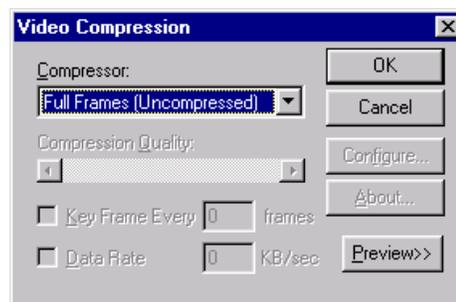 Video Compression
Compressor:
Full Frames (Uncompressed)
Compression Quality:
Key Frame Every 0 frames
Data Rate 0 KB/sec
OK
Cancel
Configure...
About...
Preview>>